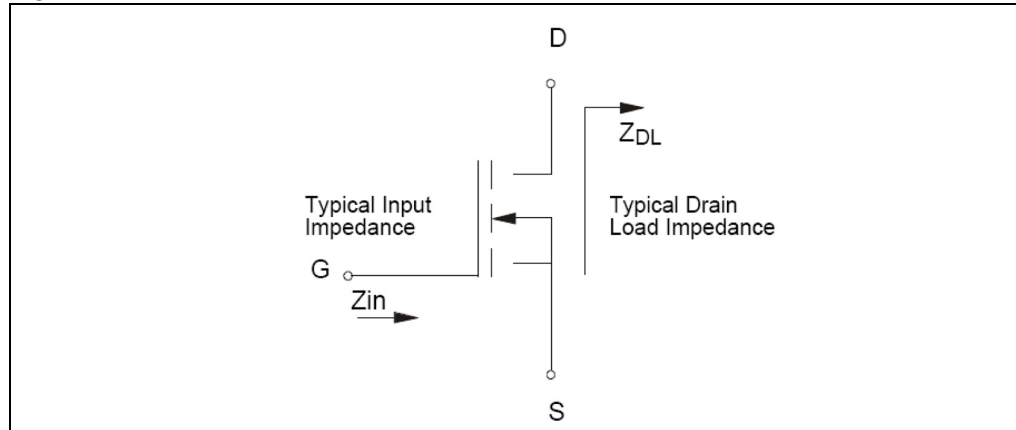 D
ZDL
Typical Input
Impedance
Typical Drain
Load Impedance
G
Zin
S